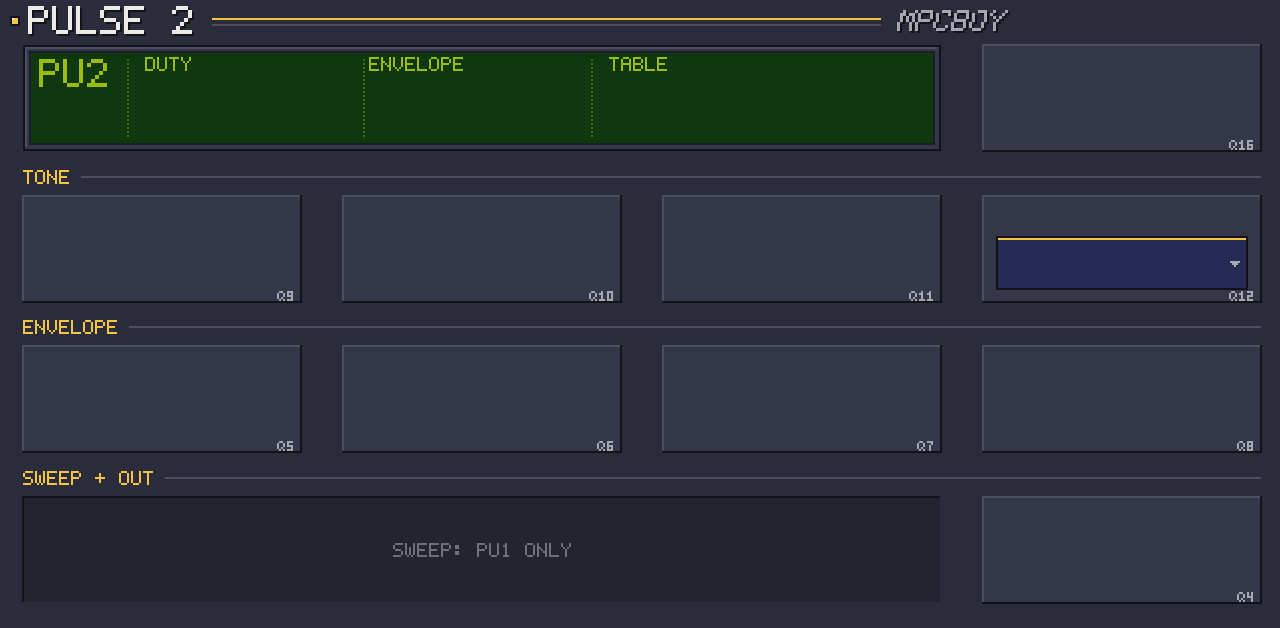 PULSE 2 MPCBOY
PU2 DUTY ENVELOPE TABLE
Q16
TONE
Q9 Q10 Q11 Q12
ENVELOPE
Q5 Q6 Q7 Q8
SWEEP + OUT
SWEEP: PU1 ONLY
Q4